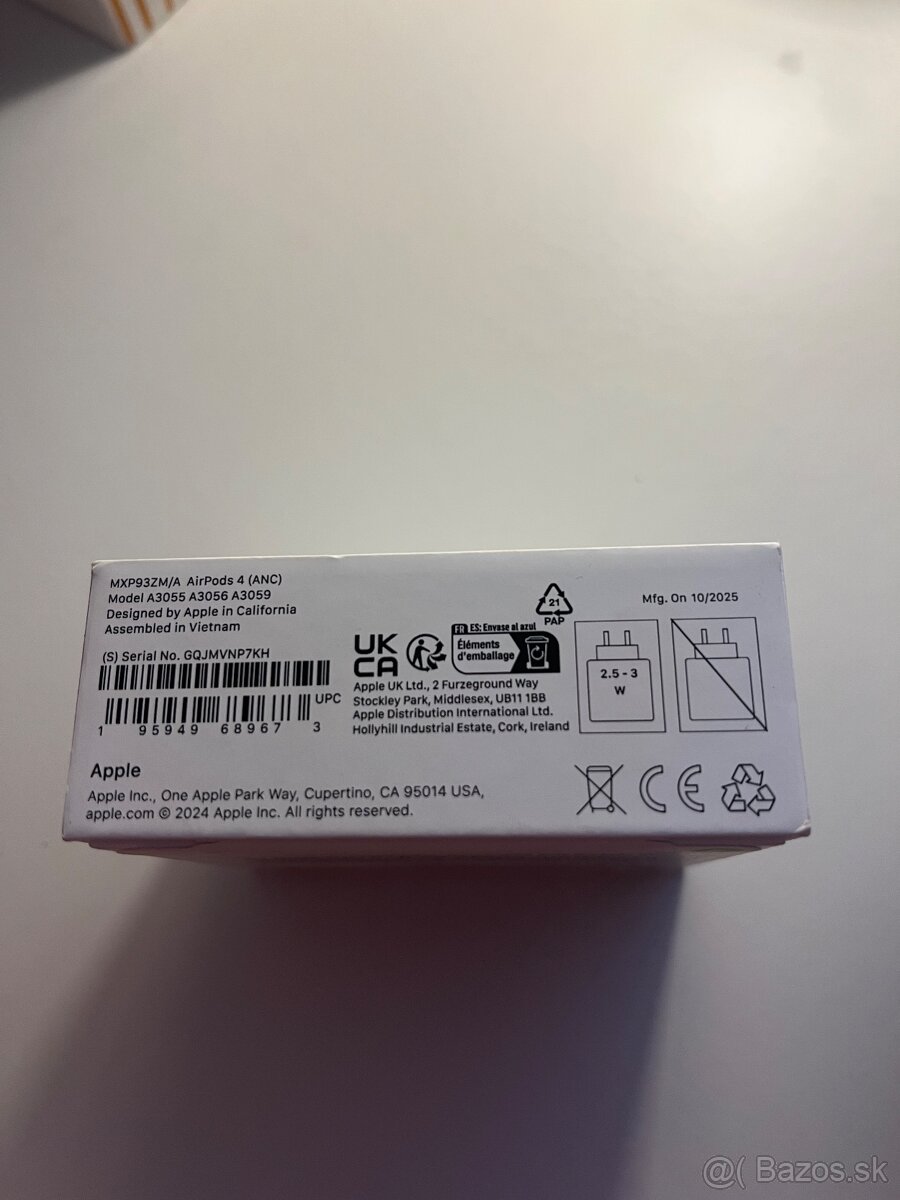 MXP93ZM/A AirPods 4 (ANC)
Model A3055 A3056 A3059
Designed by Apple in California
Assembled in Vietnam
(S) Serial No. GQJMVNP7KH
UPC
1 95949 68967 3
UK
CA
FR ES: Envase al azul
Éléments
d'emballage
21
PAP
Mfg. On 10/2025
2.5 - 3
W
Apple UK Ltd., 2 Furzeground Way
Stockley Park, Middlesex, UB11 1BB
Apple Distribution International Ltd.
Hollyhill Industrial Estate, Cork, Ireland
Apple
Apple Inc., One Apple Park Way, Cupertino, CA 95014 USA,
apple.com © 2024 Apple Inc. All rights reserved.
CE
@( Bazos.sk